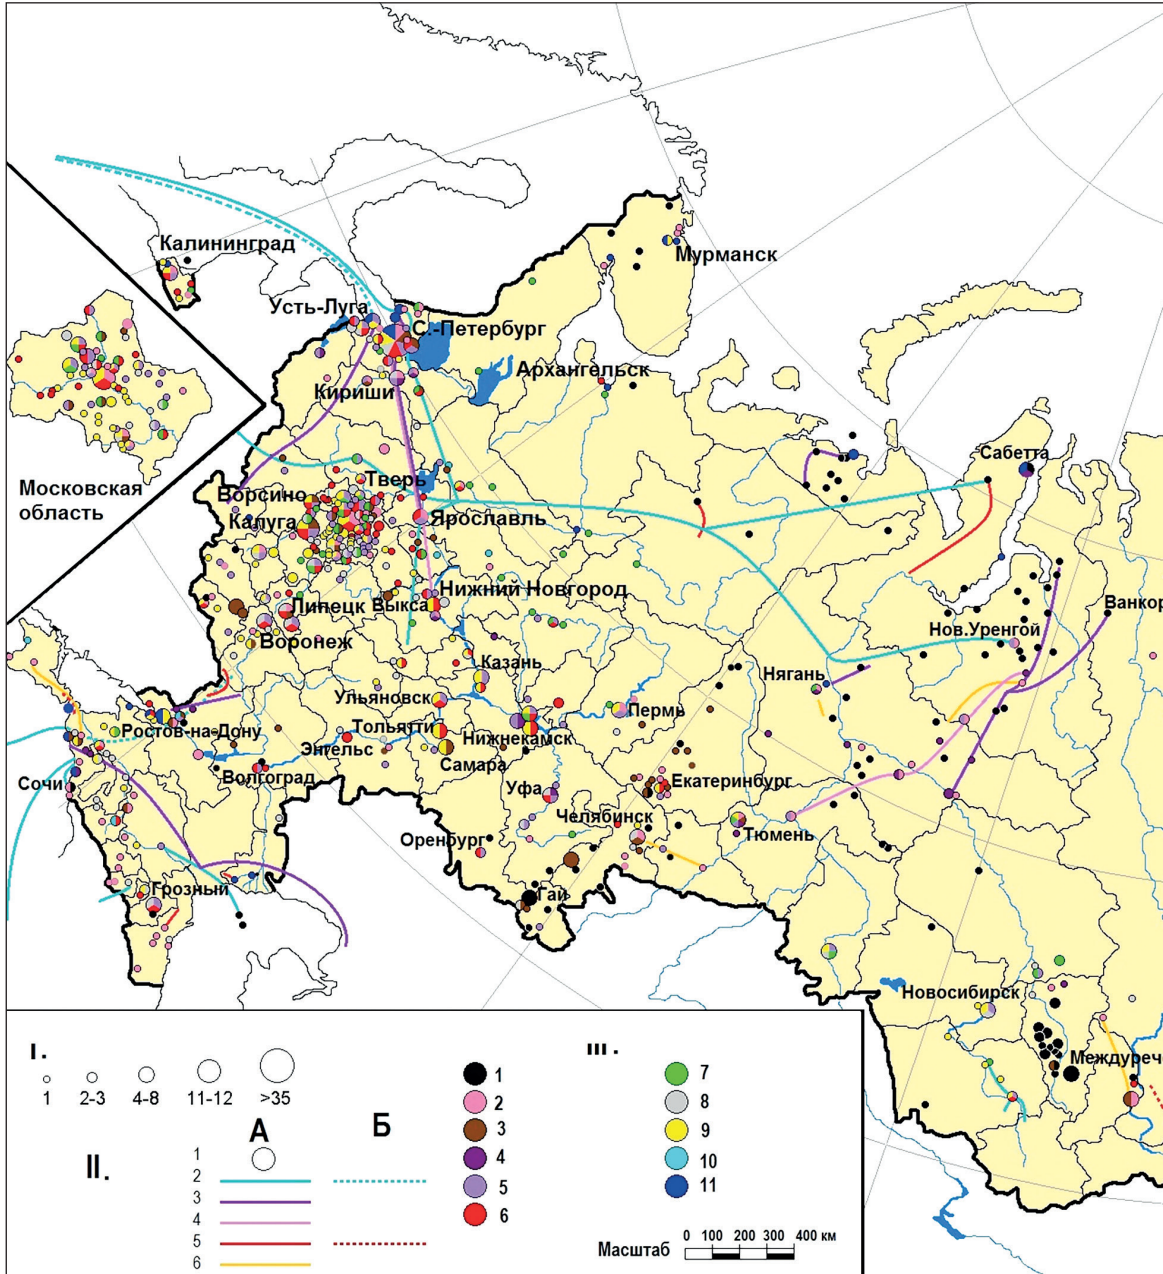 Калининград
Мурманск
Усть-Луга
С.-Петербург
Архангельск
Кириши
Сабетта
Московская
область
Тверь
Ворсино
Калуга
Ярославль
Нижний Новгород
Липецк
Выкса
Ванкор
Нов.Уренгой
Воронеж
Казань
Нягань
Ульяновск
Пермь
Ростов-на-Дону
Тольятти
Нижнекамск
Энгельс
Самара
Сочи
Волгоград
Екатеринбург
Уфа
Челябинск
Тюмень
Оренбург
Грозный
Гай
Новосибирск
Междуреч
I.
1 2-3 4-8 11-12 >35
II.
А Б
1
2
3
4
5
6
III.
1 7
2 8
3 9
4 10
5 11
6
Масштаб 0 100 200 300 400 км